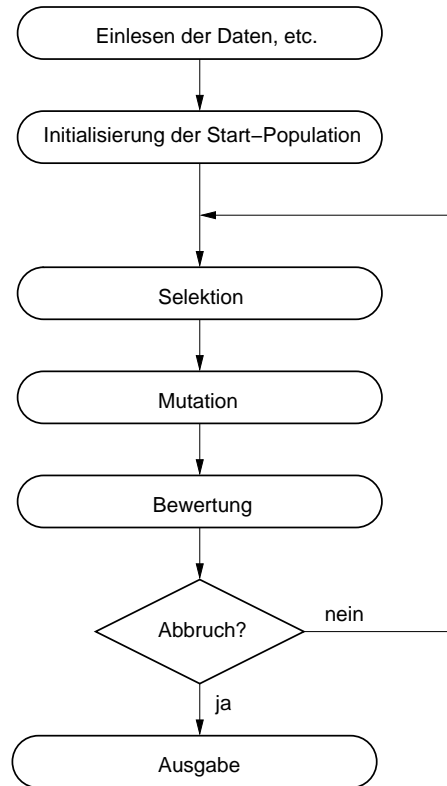 Einlesen der Daten, etc.
Initialisierung der Start−Population
Selektion
Mutation
Bewertung
Abbruch?
nein
ja
Ausgabe